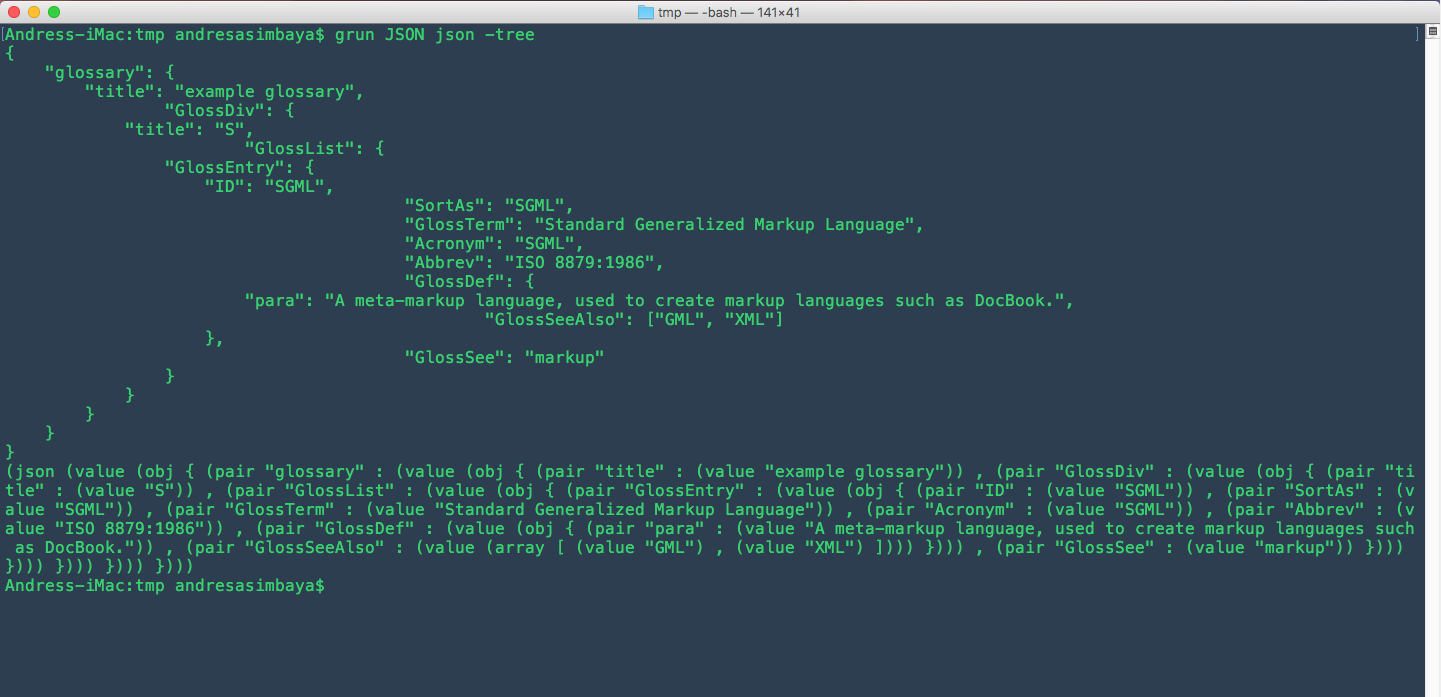 tmp — -bash — 141×41
[Andress-iMac:tmp andresasimbaya$ grun JSON json -tree ]
{
    "glossary": {
        "title": "example glossary",
                "GlossDiv": {
            "title": "S",
                        "GlossList": {
                "GlossEntry": {
                    "ID": "SGML",
                                        "SortAs": "SGML",
                                        "GlossTerm": "Standard Generalized Markup Language",
                                        "Acronym": "SGML",
                                        "Abbrev": "ISO 8879:1986",
                                        "GlossDef": {
                        "para": "A meta-markup language, used to create markup languages such as DocBook.",
                                                "GlossSeeAlso": ["GML", "XML"]
                    },
                                        "GlossSee": "markup"
                }
            }
        }
    }
}
(json (value (obj { (pair "glossary" : (value (obj { (pair "title" : (value "example glossary")) , (pair "GlossDiv" : (value (obj { (pair "ti
tle" : (value "S")) , (pair "GlossList" : (value (obj { (pair "GlossEntry" : (value (obj { (pair "ID" : (value "SGML")) , (pair "SortAs" : (v
alue "SGML")) , (pair "GlossTerm" : (value "Standard Generalized Markup Language")) , (pair "Acronym" : (value "SGML")) , (pair "Abbrev" : (v
alue "ISO 8879:1986")) , (pair "GlossDef" : (value (obj { (pair "para" : (value "A meta-markup language, used to create markup languages such
 as DocBook.")) , (pair "GlossSeeAlso" : (value (array [ (value "GML") , (value "XML") ]))) }))) , (pair "GlossSee" : (value "markup")) })))
}))) }))) }))) })))
Andress-iMac:tmp andresasimbaya$